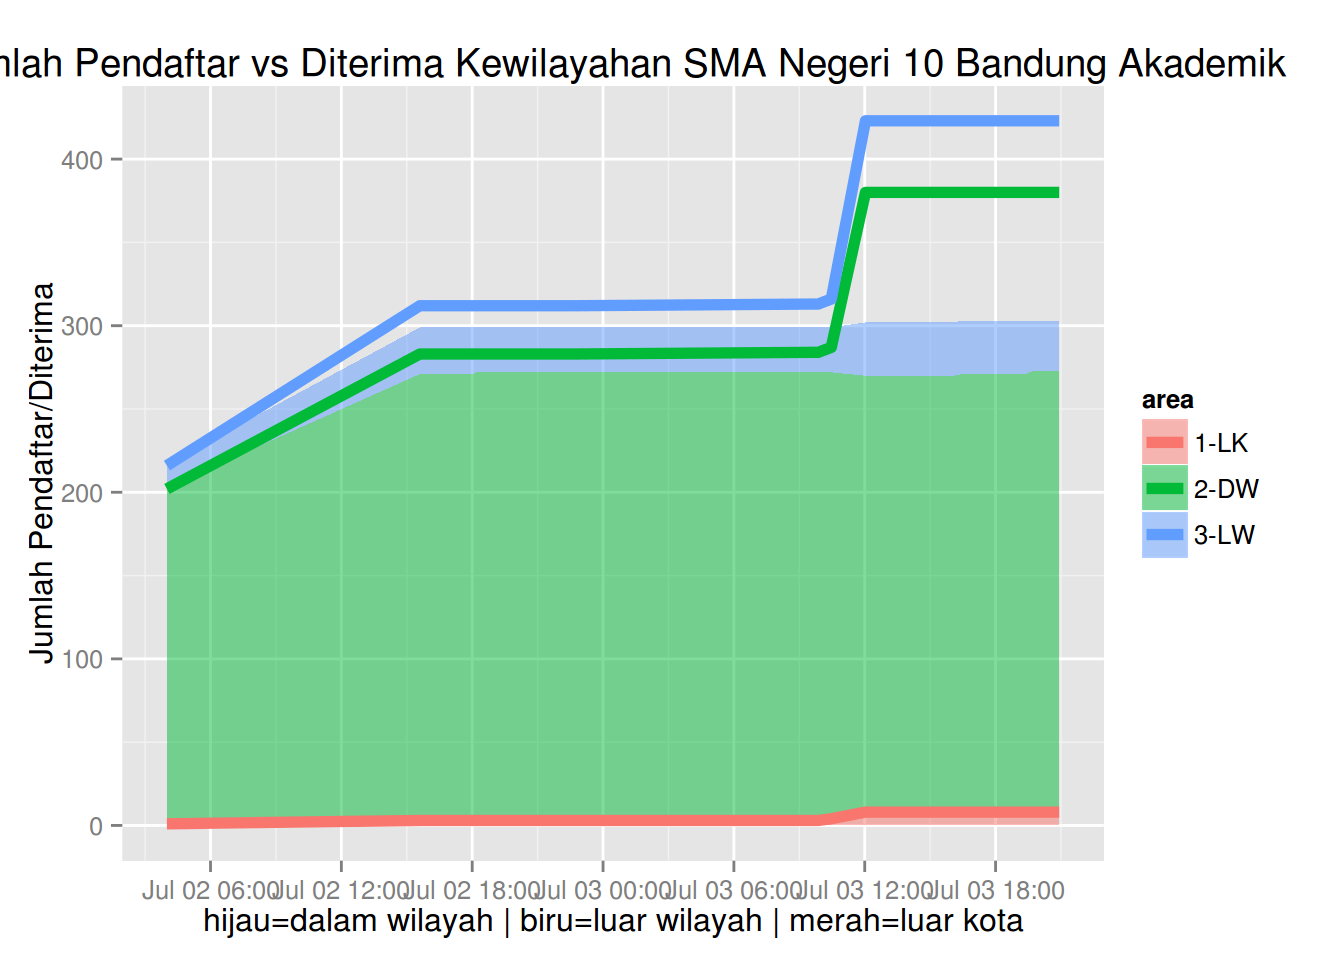 Pendaftar vs Diterima Kewilayahan SMA Negeri 10 Bandung Akademik
Jumlah Pendaftar/Diterima
400
300
200
100
0
Jul 02 06:00 Jul 02 12:00 Jul 02 18:00 Jul 03 00:00 Jul 03 06:00 Jul 03 12:00 Jul 03 18:00
hijau=dalam wilayah | biru=luar wilayah | merah=luar kota
area
1-LK
2-DW
3-LW